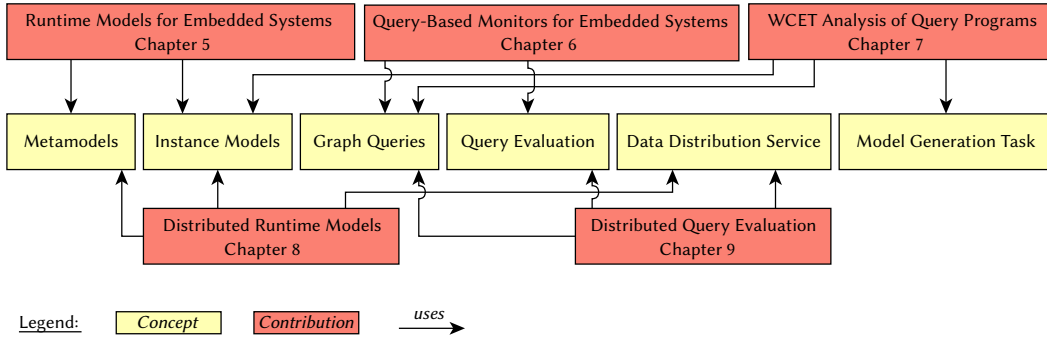 Runtime Models for Embedded Systems
Chapter 5
Query-Based Monitors for Embedded Systems
Chapter 6
WCET Analysis of Query Programs
Chapter 7
Metamodels
Instance Models
Graph Queries
Query Evaluation
Data Distribution Service
Model Generation Task
Distributed Runtime Models
Chapter 8
Distributed Query Evaluation
Chapter 9
Legend:
Concept
Contribution
uses